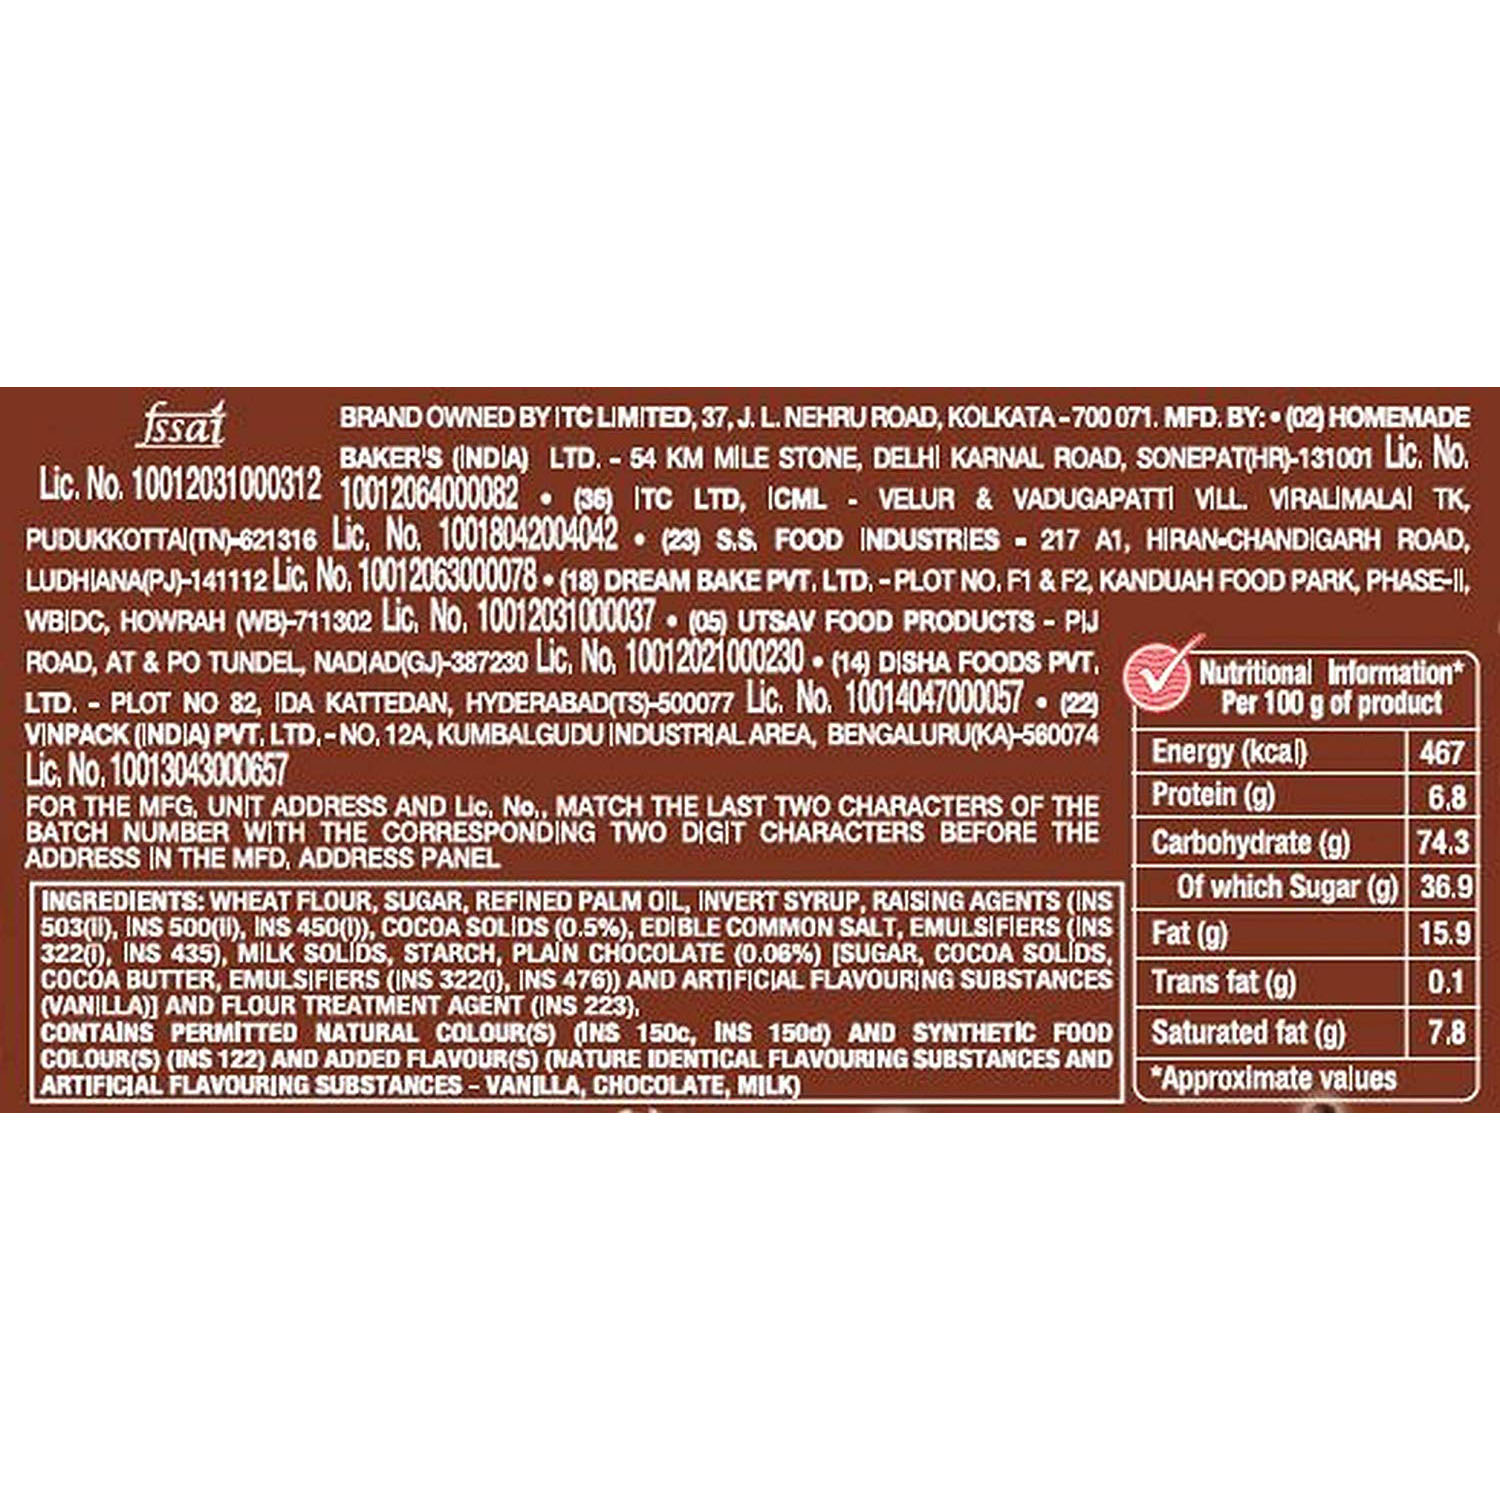 fssai
Lic. No. 10012031000312
BRAND OWNED BY ITC LIMITED, 37, J. L. NEHRU ROAD, KOLKATA - 700 071. MFD. BY: • (02) HOMEMADE
BAKER'S (INDIA) LTD. - 54 KM MILE STONE, DELHI KARNAL ROAD, SONEPAT(HR)-131001 Lic. No.
10012064000082 • (36) ITC LTD, ICML - VELUR & VADUGAPATTI VILL. VIRALIMALAI TK,
PUDUKKOTTAI(TN)-621316 Lic. No. 10018042004042 • (23) S.S. FOOD INDUSTRIES - 217 A1, HIRAN-CHANDIGARH ROAD,
LUDHIANA(PJ)-141112 Lic. No. 10012063000078 • (18) DREAM BAKE PVT. LTD. - PLOT NO. F1 & F2, KANDUAH FOOD PARK, PHASE-II,
WBIDC, HOWRAH (WB)-711302 Lic. No. 10012031000037 • (05) UTSAV FOOD PRODUCTS - PIJ
ROAD, AT & PO TUNDEL, NADIAD(GJ)-387230 Lic. No. 10012021000230 • (14) DISHA FOODS PVT.
LTD. - PLOT NO 82, IDA KATTEDAN, HYDERABAD(TS)-500077 Lic. No. 10014047000057 • (22)
VINPACK (INDIA) PVT. LTD. - NO. 12A, KUMBALGUDU INDUSTRIAL AREA, BENGALURU(KA)-560074
Lic. No. 10013043000657
FOR THE MFG. UNIT ADDRESS AND Lic. No., MATCH THE LAST TWO CHARACTERS OF THE
BATCH NUMBER WITH THE CORRESPONDING TWO DIGIT CHARACTERS BEFORE THE
ADDRESS IN THE MFD. ADDRESS PANEL
INGREDIENTS: WHEAT FLOUR, SUGAR, REFINED PALM OIL, INVERT SYRUP, RAISING AGENTS (INS
503(II), INS 500(II), INS 450(I)), COCOA SOLIDS (0.5%), EDIBLE COMMON SALT, EMULSIFIERS (INS
322(I), INS 435), MILK SOLIDS, STARCH, PLAIN CHOCOLATE (0.06%) [SUGAR, COCOA SOLIDS,
COCOA BUTTER, EMULSIFIERS (INS 322(I), INS 476)) AND ARTIFICIAL FLAVOURING SUBSTANCES
(VANILLA)] AND FLOUR TREATMENT AGENT (INS 223).
CONTAINS PERMITTED NATURAL COLOUR(S) (INS 150c, INS 150d) AND SYNTHETIC FOOD
COLOUR(S) (INS 122) AND ADDED FLAVOUR(S) (NATURE IDENTICAL FLAVOURING SUBSTANCES AND
ARTIFICIAL FLAVOURING SUBSTANCES - VANILLA, CHOCOLATE, MILK)
Nutritional Information*
Per 100 g of product
Energy (kcal) 467
Protein (g) 6.8
Carbohydrate (g) 74.3
Of which Sugar (g) 36.9
Fat (g) 15.9
Trans fat (g) 0.1
Saturated fat (g) 7.8
*Approximate values